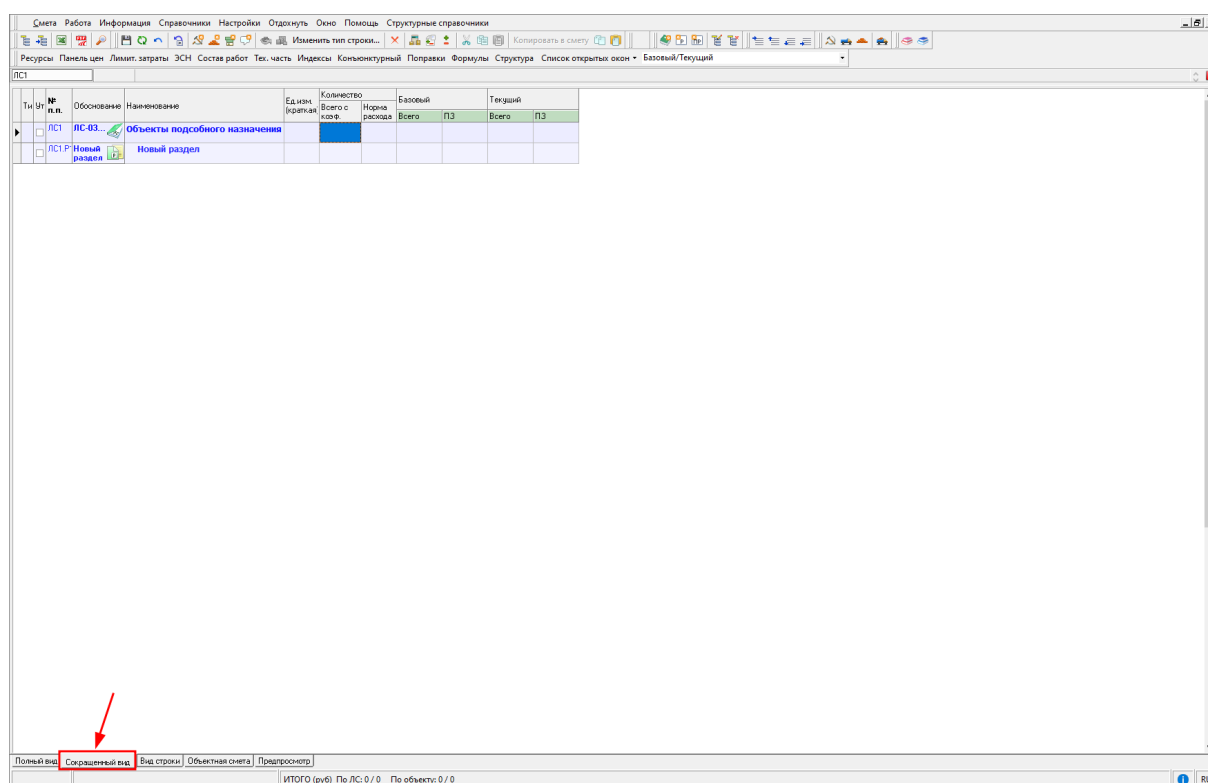 Смета Работа Информация Справочники Настройки Отдохнуть Окно Помощь Структурные справочники
Изменить тип строки... Копировать в смету
Ресурсы Панель цен Лимит. затраты ЗСН Состав работ Тех. часть Индексы Конъюнктурный Поправки Формулы Структура Список открытых окон Базовый/Текущий
ЛС1
Ти Ут № п.п. Обоснование Наименование Ед.изм. (краткая Количество Всего с коэф. Норма расхода Базовый Всего ПЗ Текущий Всего ПЗ
ЛС1 ЛС-03... Объекты подсобного назначения
ЛС1.Р Новый раздел Новый раздел
Полный вид Сокращенный вид Вид строки Объектная смета Предпросмотр
ИТОГО (руб) По ЛС: 0 / 0 По объекту: 0 / 0